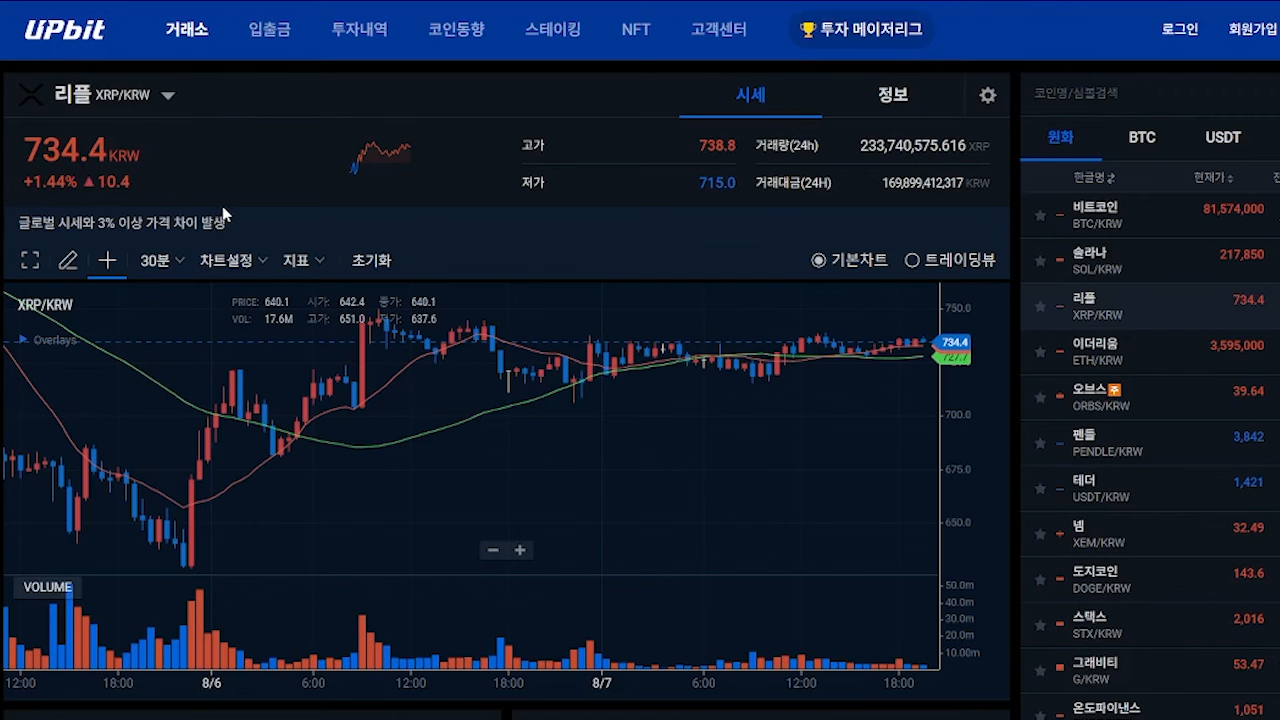 UPbit 거래소 입출금 투자내역 코인동향 스테이킹 NFT 고객센터 🏆 투자 메이저리그 로그인 회원가입
리플 XRP/KRW 시세 정보
734.4 KRW
+1.44% ▲ 10.4
고가 738.8 거래량(24h) 233,740,575.616 XRP
저가 715.0 거래대금(24H) 169,899,412,317 KRW
글로벌 시세와 3% 이상 가격 차이 발생
30분 차트설정 지표 초기화 기본차트 트레이딩뷰
XRP/KRW
PRICE: 640.1 시가: 642.4 종가: 640.1
VOL: 17.6M 고가: 651.0 저가: 637.6
Overlays
750.0
734.4
727.7
700.0
675.0
650.0
VOLUME
50.0m
40.0m
30.0m
20.0m
10.00m
12:00 18:00 8/6 6:00 12:00 18:00 8/7 6:00 12:00 18:00
코인명/심볼검색
원화 BTC USDT
한글명 현재가
비트코인 81,574,000
BTC/KRW
솔라나 217,850
SOL/KRW
리플 734.4
XRP/KRW
이더리움 3,595,000
ETH/KRW
오브스 주 39.64
ORBS/KRW
펜들 3,842
PENDLE/KRW
테더 1,421
USDT/KRW
넴 32.49
XEM/KRW
도지코인 143.6
DOGE/KRW
스택스 2,016
STX/KRW
그래비티 53.47
G/KRW
온도파이낸스 1,051